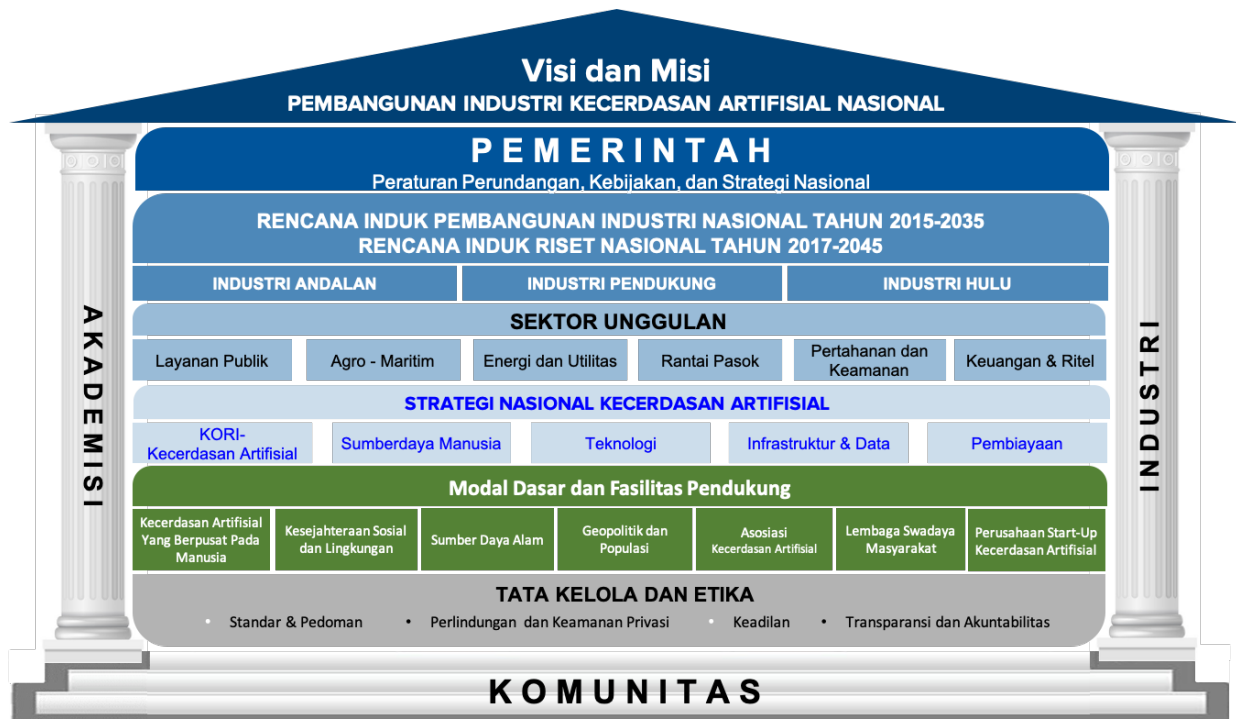 Visi dan Misi
PEMBANGUNAN INDUSTRI KECERDASAN ARTIFISIAL NASIONAL
PEMERINTAH
Peraturan Perundangan, Kebijakan, dan Strategi Nasional
RENCANA INDUK PEMBANGUNAN INDUSTRI NASIONAL TAHUN 2015-2035
RENCANA INDUK RISET NASIONAL TAHUN 2017-2045
INDUSTRI ANDALAN
INDUSTRI PENDUKUNG
INDUSTRI HULU
SEKTOR UNGGULAN
Layanan Publik
Agro - Maritim
Energi dan Utilitas
Rantai Pasok
Pertahanan dan
Keamanan
Keuangan & Ritel
STRATEGI NASIONAL KECERDASAN ARTIFISIAL
KORI-
Kecerdasan Artifisial
Sumberdaya Manusia
Teknologi
Infrastruktur & Data
Pembiayaan
Modal Dasar dan Fasilitas Pendukung
Kecerdasan Artifisial
Yang Berpusat Pada
Manusia
Kesejahteraan Sosial
dan Lingkungan
Sumber Daya Alam
Geopolitik dan
Populasi
Asosiasi
Kecerdasan Artifisial
Lembaga Swadaya
Masyarakat
Perusahaan Start-Up
Kecerdasan Artifisial
TATA KELOLA DAN ETIKA
• Standar & Pedoman
• Perlindungan dan Keamanan Privasi
• Keadilan
• Transparansi dan Akuntabilitas
AKADEMISI
INDUSTRI
KOMUNITAS